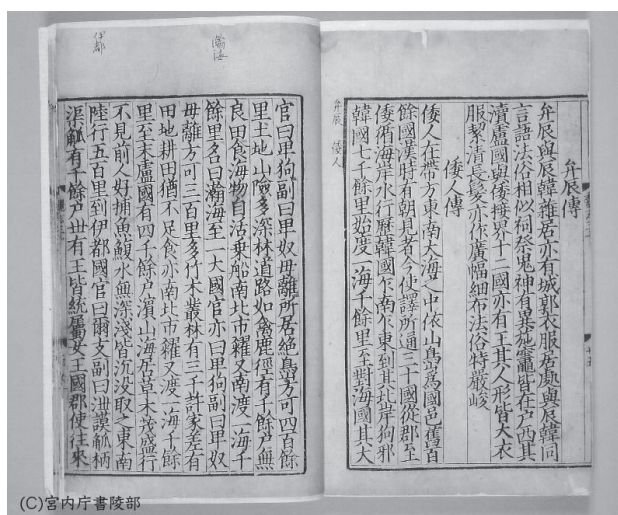 弁辰傳
弁辰與辰韓雜居亦有城郭衣服居處與辰韓同
言語法俗相似祠祭鬼神有異施竈皆在戶西其
瀆盧國與倭接界十二國亦有王其人形皆大衣
服絜清長髮亦作廣幅細布法俗特嚴峻
倭人傳
倭人在帶方東南大海之中依山島爲國邑舊百
餘國漢時有朝見者今使譯所通三十國從郡至
倭循海岸水行歴韓國乍南乍東到其北岸狗邪
韓國七千餘里始度一海千餘里至對海國其大
弁辰 倭人
官曰卑狗副曰卑奴母離所居絶島方可四百餘
里土地山險多深林道路如禽鹿徑有千餘戶無
良田食海物自活乗船南北市糴又南渡一海千
餘里名曰瀚海至一大國官亦曰卑狗副曰卑奴
母離方可三百里多竹木叢林有三千許家差有
田地耕田猶不足食亦南北市糴又渡一海千餘
里至末盧國有四千餘戶濵山海居草木茂盛行
不見前人好捕魚鰒水無深淺皆沉没取之東南
陸行五百里到伊都國官曰爾支副曰泄謨觚柄
渠觚有千餘戶丗有王皆統屬女王國郡使往來
瀚海
伊都
(C)宮内庁書陵部